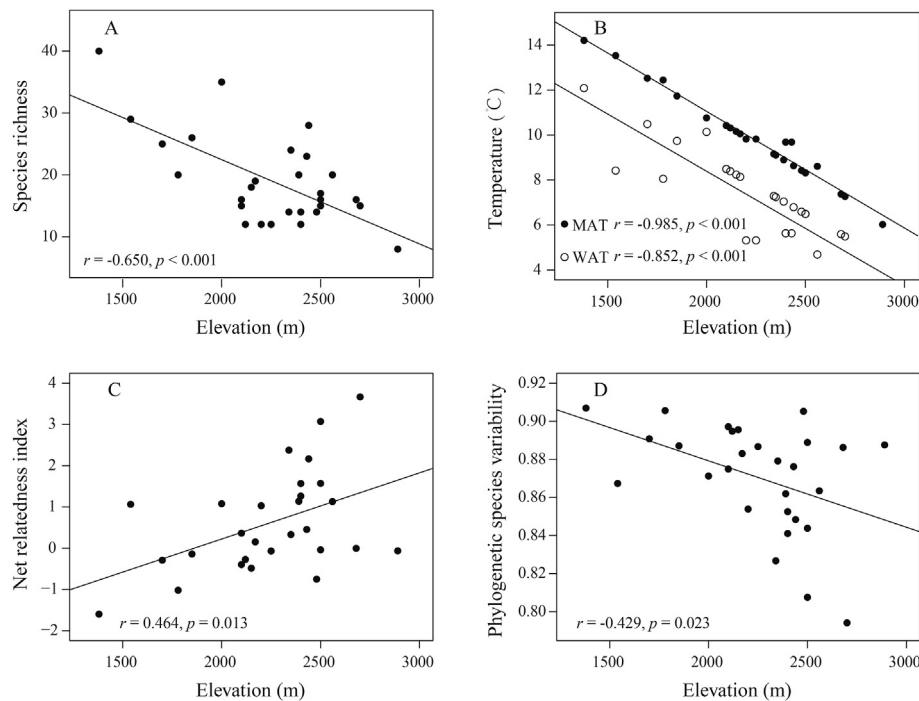 A
Species richness
40
30
20
10
r = -0.650, p < 0.001
1500 2000 2500 3000
Elevation (m)
B
Temperature (℃)
14
12
10
8
6
4
MAT r = -0.985, p < 0.001
WAT r = -0.852, p < 0.001
1500 2000 2500 3000
Elevation (m)
C
Net relatedness index
4
3
2
1
0
−1
−2
r = 0.464, p = 0.013
1500 2000 2500 3000
Elevation (m)
D
Phylogenetic species variability
0.92
0.90
0.88
0.86
0.84
0.82
0.80
r = -0.429, p = 0.023
1500 2000 2500 3000
Elevation (m)